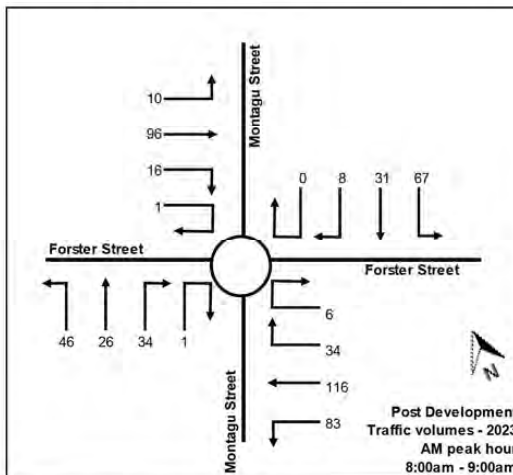 Montagu Street
10
96
16
1
0 8 31 67
Forster Street
Forster Street
46 26 34 1
6
34
116
83
Montagu Street
N
Post Development
Traffic volumes - 2023
AM peak hour
8:00am - 9:00am